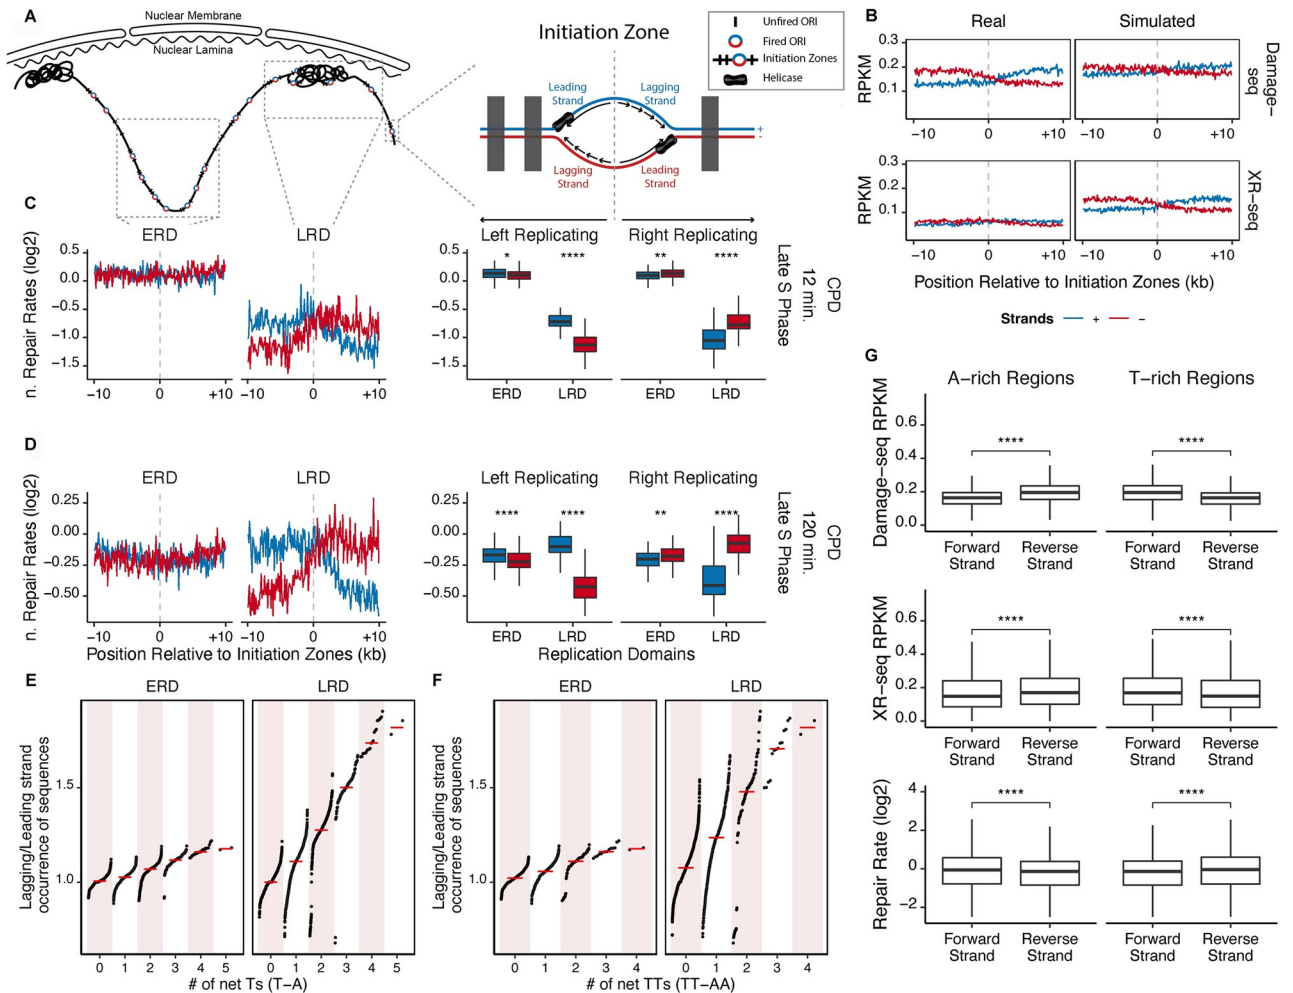 A
Nuclear Membrane
Nuclear Lamina
Initiation Zone
Unfired ORI
Fired ORI
Initiation Zones
Helicase
Leading Strand
Lagging Strand
+
-
Lagging Strand
Leading Strand
B
Real
Simulated
RPKM
0.3
0.2
0.1
-10
0
+10
-10
0
+10
Damage-seq
RPKM
0.3
0.2
0.1
XR-seq
-10
0
+10
-10
0
+10
Position Relative to Initiation Zones (kb)
Strands + -
C
ERD
LRD
n. Repair Rates (log2)
0.5
0.0
-0.5
-1.0
-1.5
-10
0
+10
-10
0
+10
Left Replicating
Right Replicating
0.5
0.0
-0.5
-1.0
-1.5
*
****
**
****
ERD
LRD
ERD
LRD
CPD
12 min.
Late S Phase
D
ERD
LRD
n. Repair Rates (log2)
0.25
0.00
-0.25
-0.50
-10
0
+10
-10
0
+10
Position Relative to Initiation Zones (kb)
Left Replicating
Right Replicating
0.25
0.00
-0.25
-0.50
****
****
**
****
ERD
LRD
ERD
LRD
Replication Domains
CPD
120 min.
Late S Phase
E
ERD
LRD
Lagging/Leading strand
occurrence of sequences
1.5
1.0
0 1 2 3 4 5
0 1 2 3 4 5
# of net Ts (T-A)
F
ERD
LRD
Lagging/Leading strand
occurrence of sequences
1.5
1.0
0 1 2 3 4
0 1 2 3 4
# of net TTs (TT-AA)
G
A-rich Regions
T-rich Regions
Damage-seq RPKM
0.6
0.4
0.2
0.0
****
****
Forward Strand
Reverse Strand
Forward Strand
Reverse Strand
XR-seq RPKM
0.6
0.4
0.2
0.0
****
****
Forward Strand
Reverse Strand
Forward Strand
Reverse Strand
Repair Rate (log2)
4
2
0
-2
****
****
Forward Strand
Reverse Strand
Forward Strand
Reverse Strand